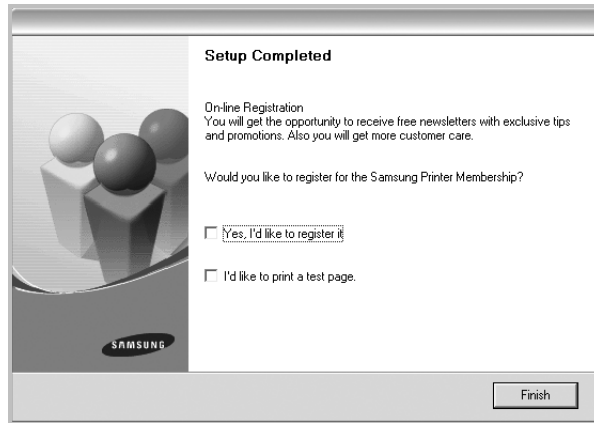 Setup Completed
On-line Registration
You will get the opportunity to receive free newsletters with exclusive tips
and promotions. Also you will get more customer care.
Would you like to register for the Samsung Printer Membership?
Yes, I'd like to register it
I'd like to print a test page.
SAMSUNG
Finish